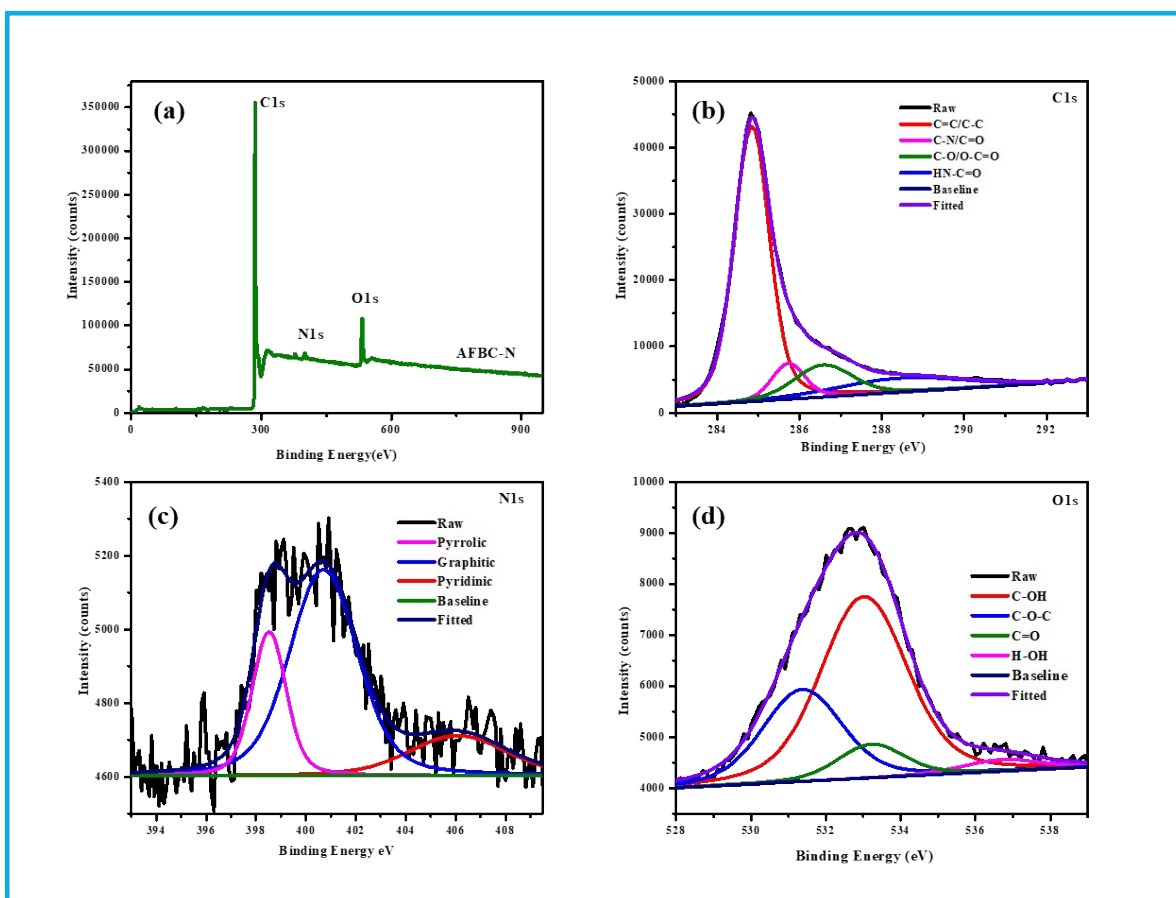 (a)
C1s
N1s
O1s
AFBC-N
Intensity (counts)
350000
300000
250000
200000
150000
100000
50000
0
0 300 600 900
Binding Energy(eV)
(b)
C1s
Raw
C=C/C-C
C-N/C=O
C-O/O-C=O
HN-C=O
Baseline
Fitted
Intensity (counts)
50000
40000
30000
20000
10000
0
284 286 288 290 292
Binding Energy (eV)
(c)
N1s
Raw
Pyrrolic
Graphitic
Pyridinic
Baseline
Fitted
Intensity (counts)
5400
5200
5000
4800
4600
394 396 398 400 402 404 406 408
Binding Energy eV
(d)
O1s
Raw
C-OH
C-O-C
C=O
H-OH
Baseline
Fitted
Intensity (counts)
10000
9000
8000
7000
6000
5000
4000
528 530 532 534 536 538
Binding Energy (eV)